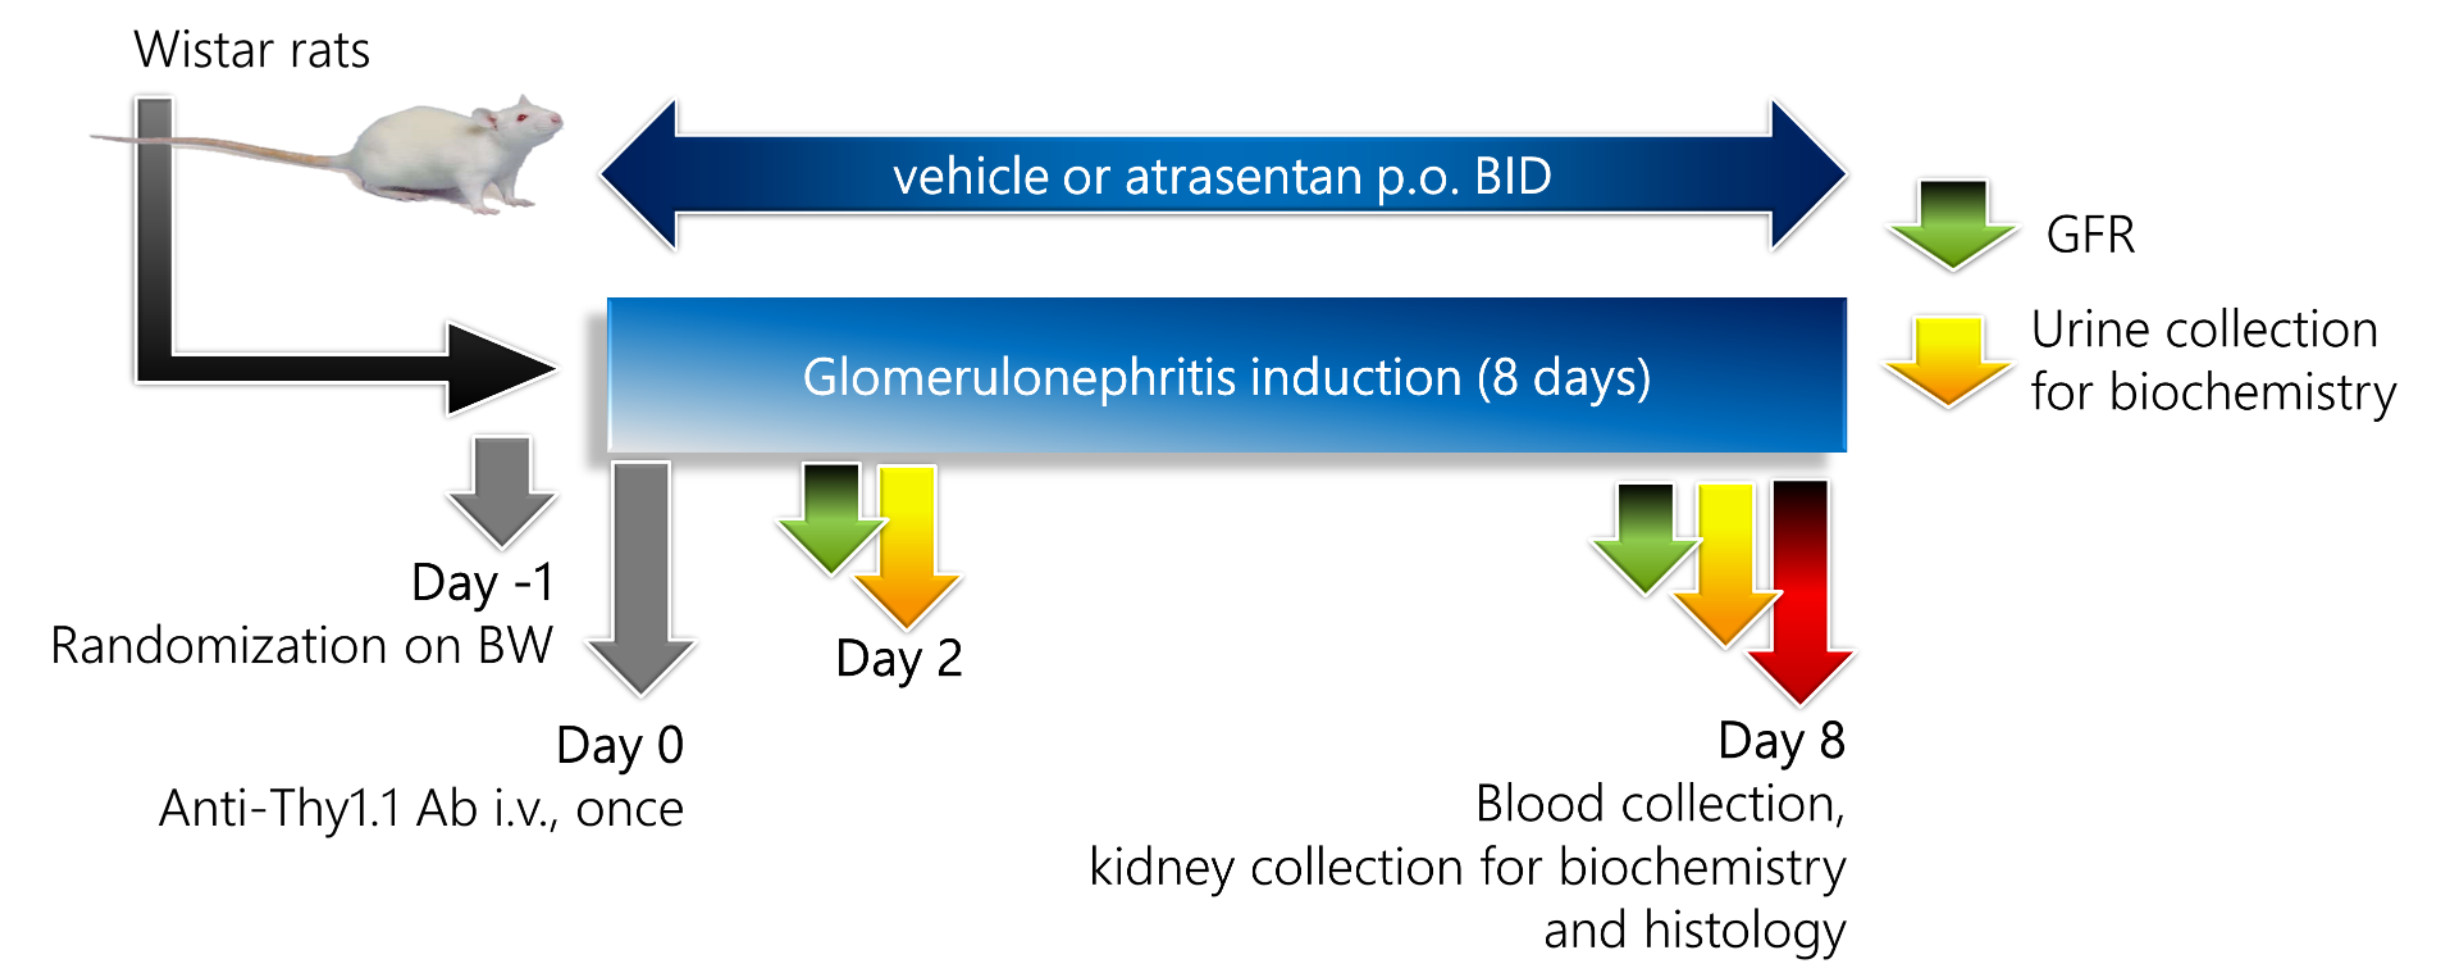 Wistar rats
vehicle or atrasentan p.o. BID
GFR
Urine collection
for biochemistry
Glomerulonephritis induction (8 days)
Day -1
Randomization on BW
Day 0
Anti-Thy1.1 Ab i.v., once
Day 2
Day 8
Blood collection,
kidney collection for biochemistry
and histology